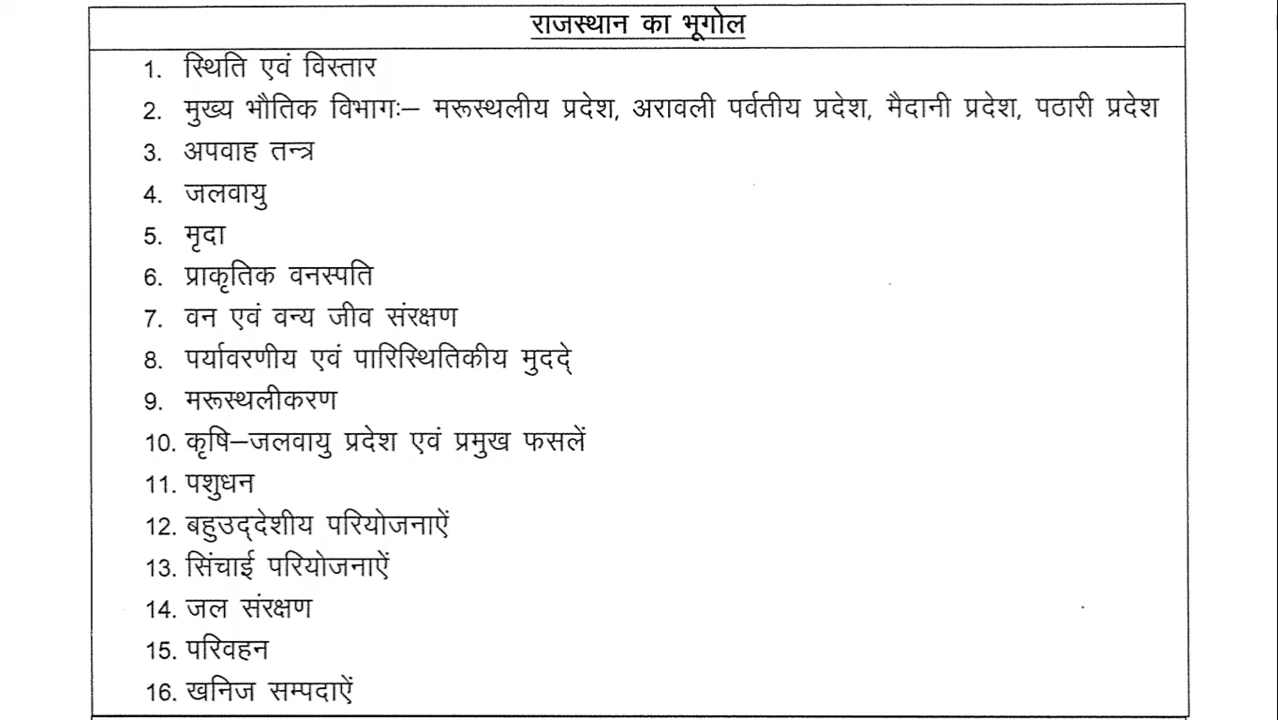 राजस्थान का भूगोल
1. स्थिति एवं विस्तार
2. मुख्य भौतिक विभागः– मरूस्थलीय प्रदेश, अरावली पर्वतीय प्रदेश, मैदानी प्रदेश, पठारी प्रदेश
3. अपवाह तन्त्र
4. जलवायु
5. मृदा
6. प्राकृतिक वनस्पति
7. वन एवं वन्य जीव संरक्षण
8. पर्यावरणीय एवं पारिस्थितिकीय मुददे्
9. मरूस्थलीकरण
10. कृषि–जलवायु प्रदेश एवं प्रमुख फसलें
11. पशुधन
12. बहुउद्देशीय परियोजनाऐं
13. सिंचाई परियोजनाऐं
14. जल संरक्षण
15. परिवहन
16. खनिज सम्पदाऐं